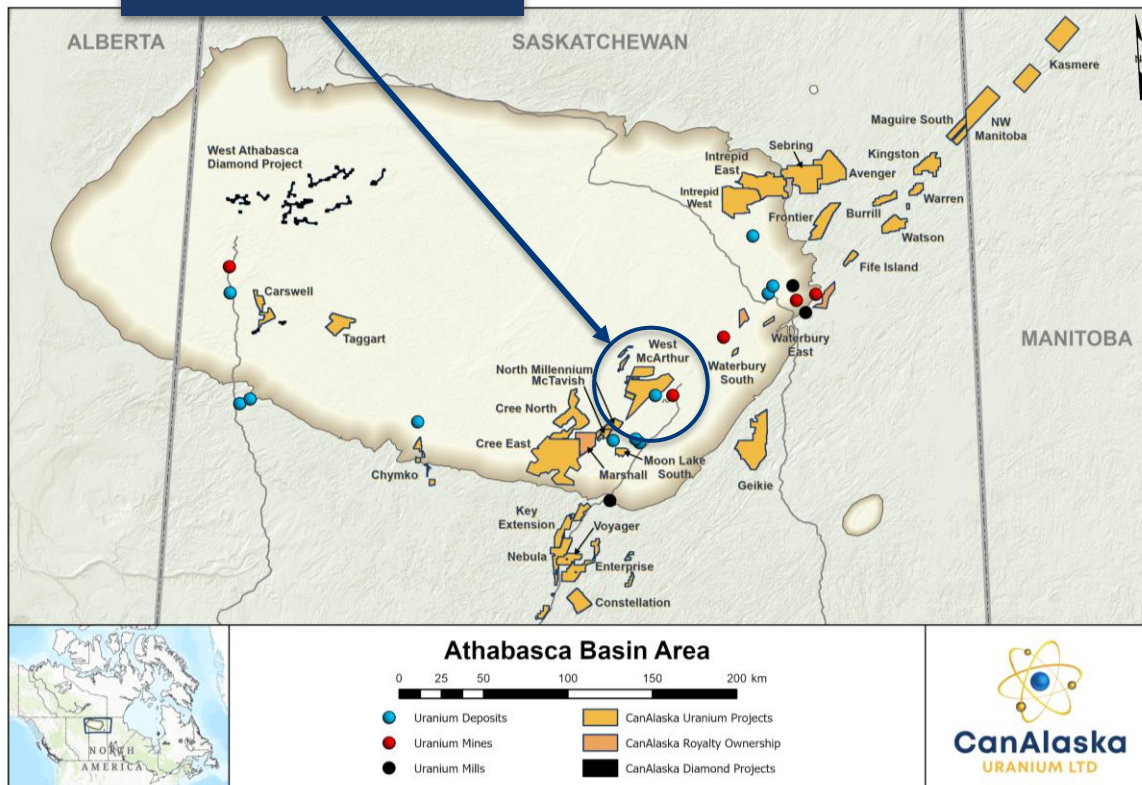 ALBERTA
SASKATCHEWAN
MANITOBA
N
Kasmere
Maguire South
NW
Manitoba
Sebring
Intrepid
East
Avenger
Kingston
Intrepid
West
Warren
Frontier
Burrill
Watson
West Athabasca
Diamond Project
Fife Island
Carswell
Taggart
Waterbury
East
West
McArthur
Waterbury
South
North Millennium
McTavish
Cree North
Cree East
Moon Lake
South
Marshall
Chymko
Geikie
Key
Extension
Voyager
Nebula
Enterprise
Constellation
NORTH
AMERICA
Athabasca Basin Area
0 25 50 100 150 200 km
Uranium Deposits
Uranium Mines
Uranium Mills
CanAlaska Uranium Projects
CanAlaska Royalty Ownership
CanAlaska Diamond Projects
CanAlaska
URANIUM LTD